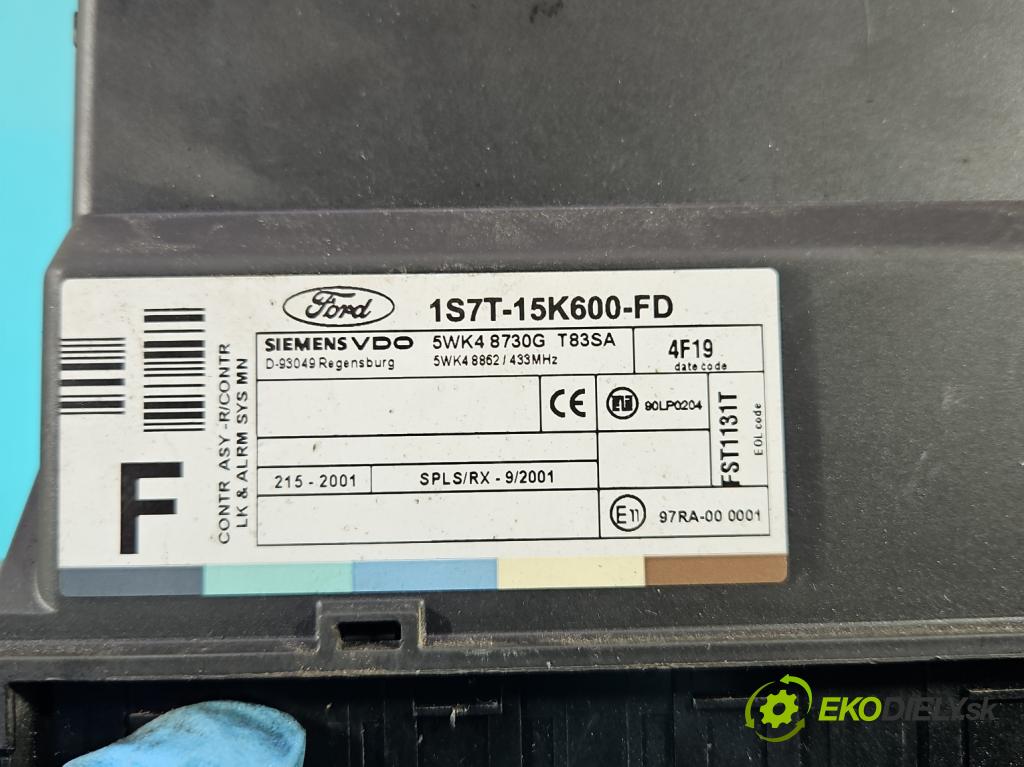 Ford
1S7T-15K600-FD
SIEMENS VDO 5WK4 8730G T83SA
D-93049 Regensburg 5WK4 8862 / 433MHz
4F19
date code
CE
90LP0204
FST1131T
EOL code
215 - 2001 SPLS/RX - 9/2001
E11 97RA-00 0001
CONTR ASY -R/CONTR
LK & ALRM SYS MN
F
EKODIELY.sk